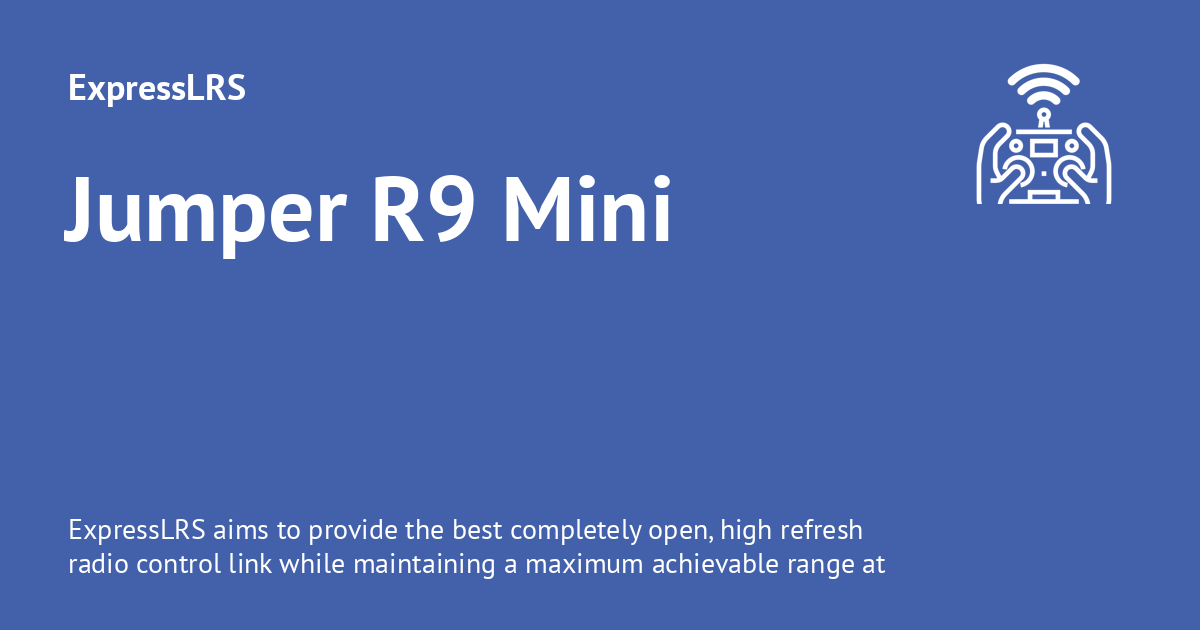 ExpressLRS
Jumper R9 Mini
ExpressLRS aims to provide the best completely open, high refresh
radio control link while maintaining a maximum achievable range at